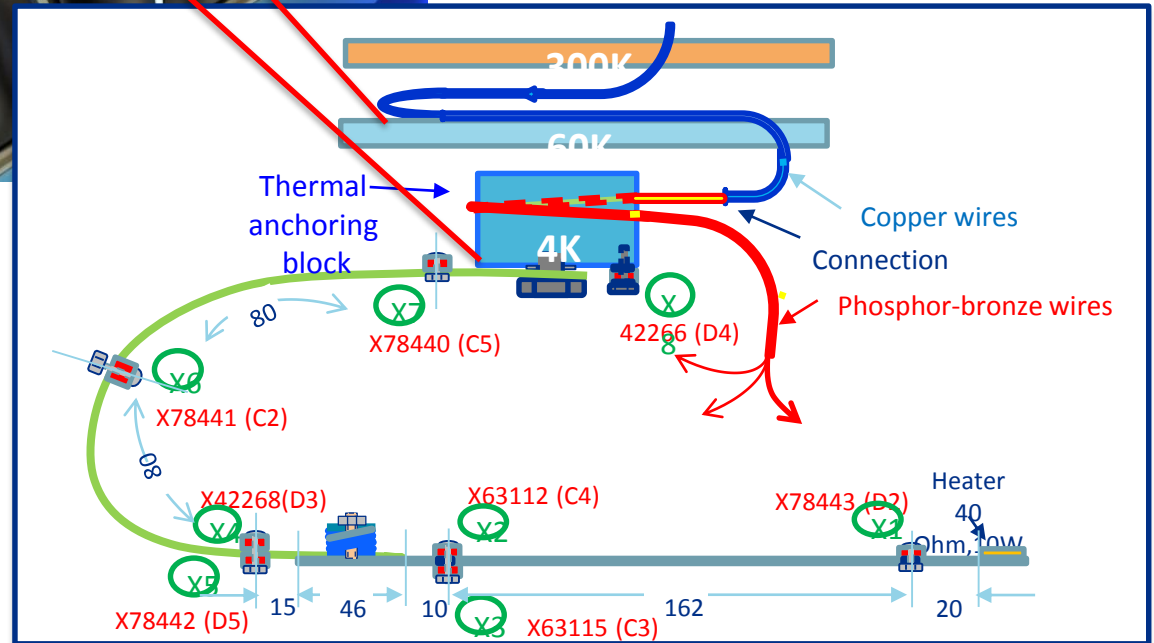 300K
60K
Thermal
anchoring
block
4K
Copper wires
Connection
Phosphor-bronze wires
X7
80
X78440 (C5)
X
8
42266 (D4)
X6
X78441 (C2)
80
X42268(D3)
X4
X63112 (C4)
X2
X78443 (D2)
X1
Heater
40
Ohm,10W
X5
X78442 (D5)
15
46
10
X3
X63115 (C3)
162
20